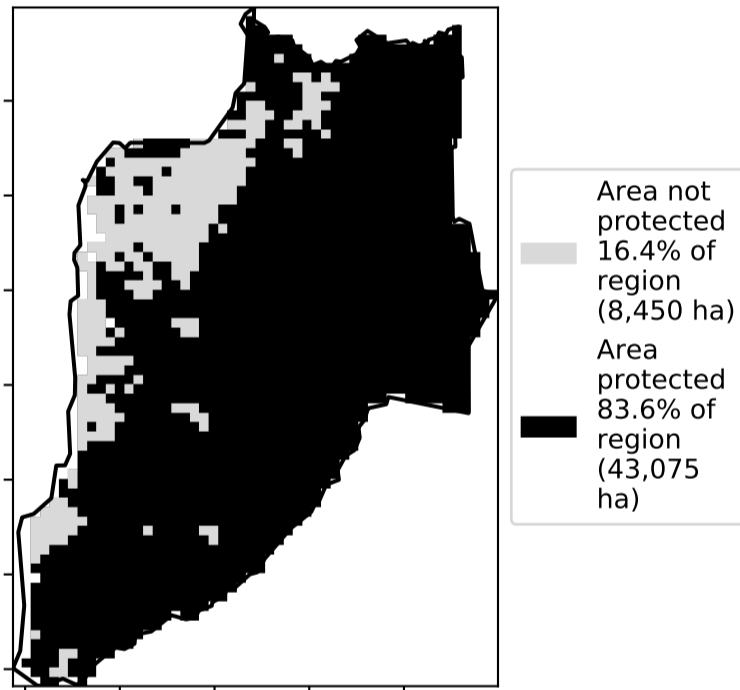 Area not
protected
16.4% of
region
(8,450 ha)
Area
protected
83.6% of
region
(43,075
ha)